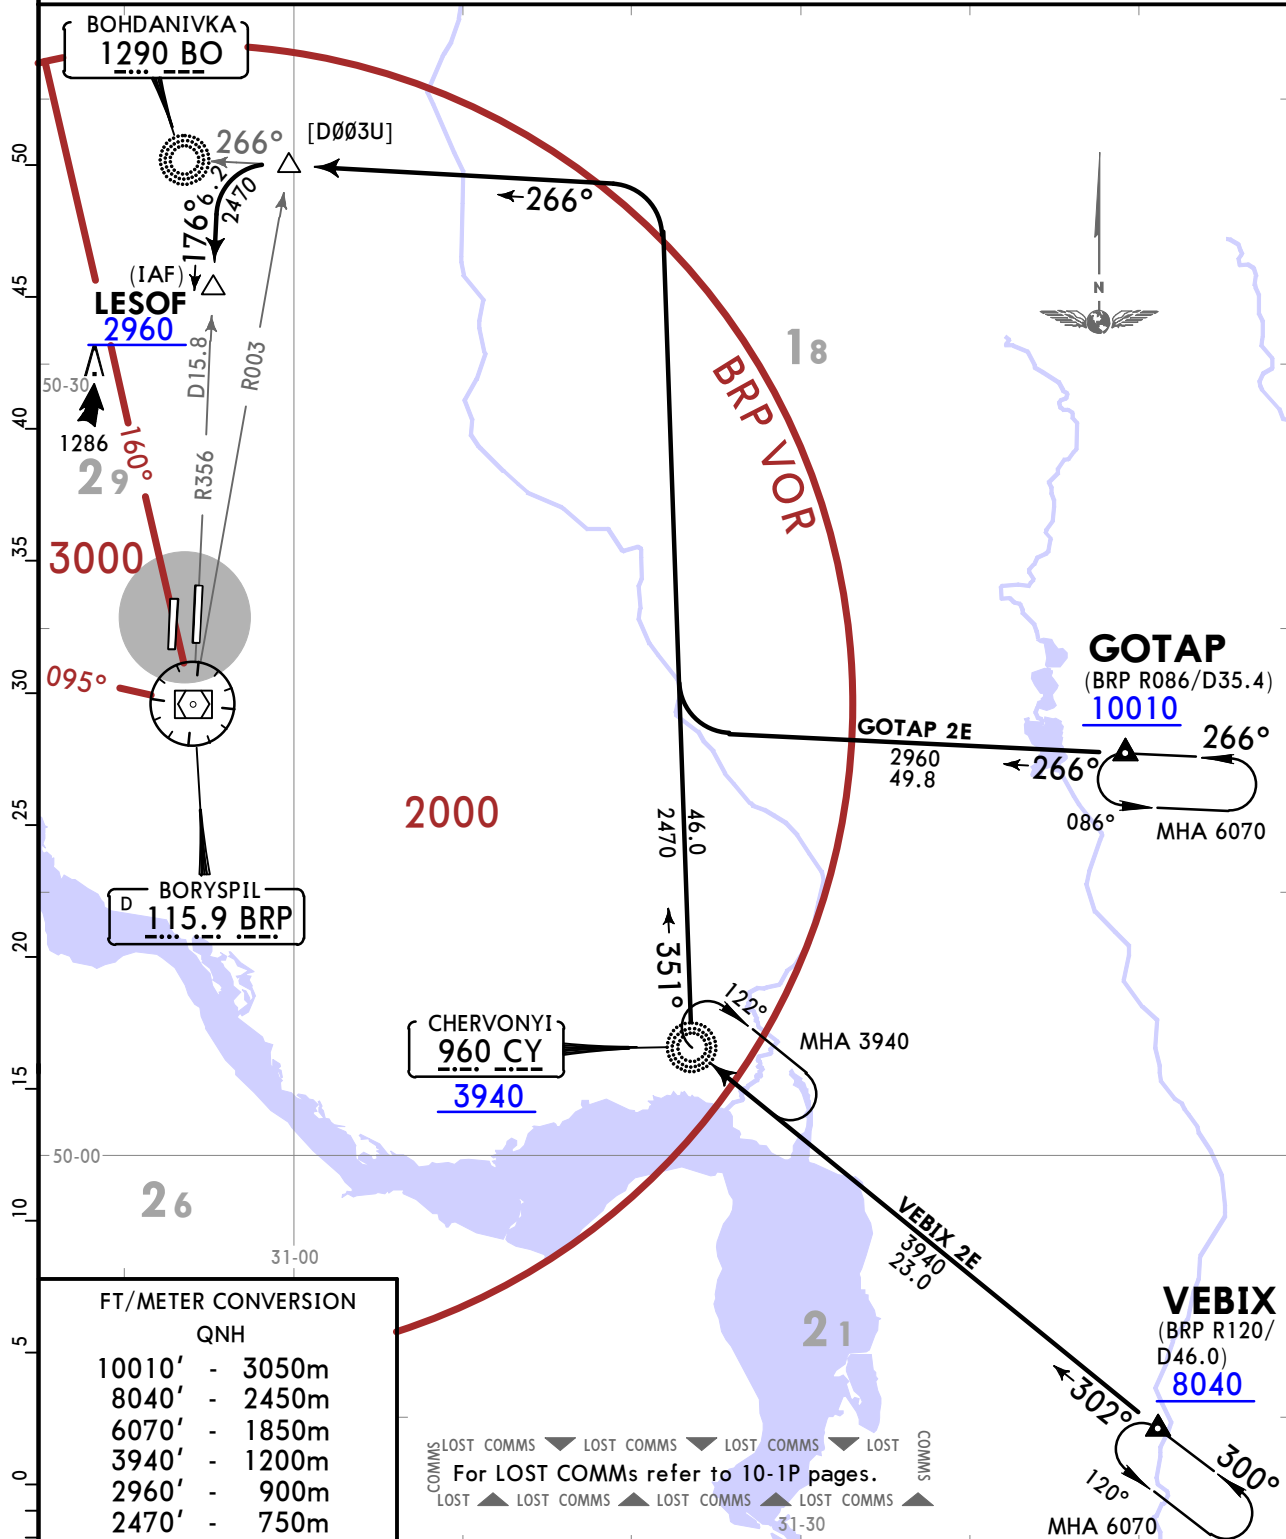 BOHDANIVKA
1290 BO
266°
[DØØ3U]
176°
6.2
2470
266°
(IAF)
LESOF
2960
D15.8
R356
R003
50-30
1286
29
160°
18
BRP VOR
N
3000
095°
GOTAP
(BRP R086/D35.4)
10010
GOTAP 2E
2960
49.8
266°
266°
086°
MHA 6070
2000
46.0
2470
351°
BORYSPIL
D 115.9 BRP
CHERVONYI
960 CY
3940
122°
MHA 3940
50-00
26
31-00
VEBIX 2E
3940
23.0
21
VEBIX
(BRP R120/
D46.0)
8040
302°
300°
120°
MHA 6070
50
45
40
35
30
25
20
15
10
5
0
FT/METER CONVERSION
QNH
10010' - 3050m
8040' - 2450m
6070' - 1850m
3940' - 1200m
2960' - 900m
2470' - 750m
LOST COMMS LOST COMMS LOST COMMS LOST
COMMS
COMMS
For LOST COMMs refer to 10-1P pages.
LOST LOST COMMS LOST COMMS LOST COMMS
31-30